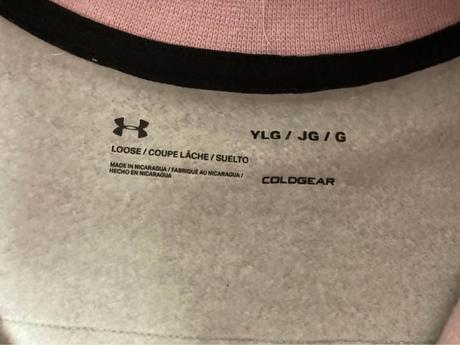 YLG / JG / G
LOOSE / COUPE LÂCHE / SUELTO
MADE IN NICARAGUA / FABRIQUÉ AU NICARAGUA /
HECHO EN NICARAGUA
COLDGEAR